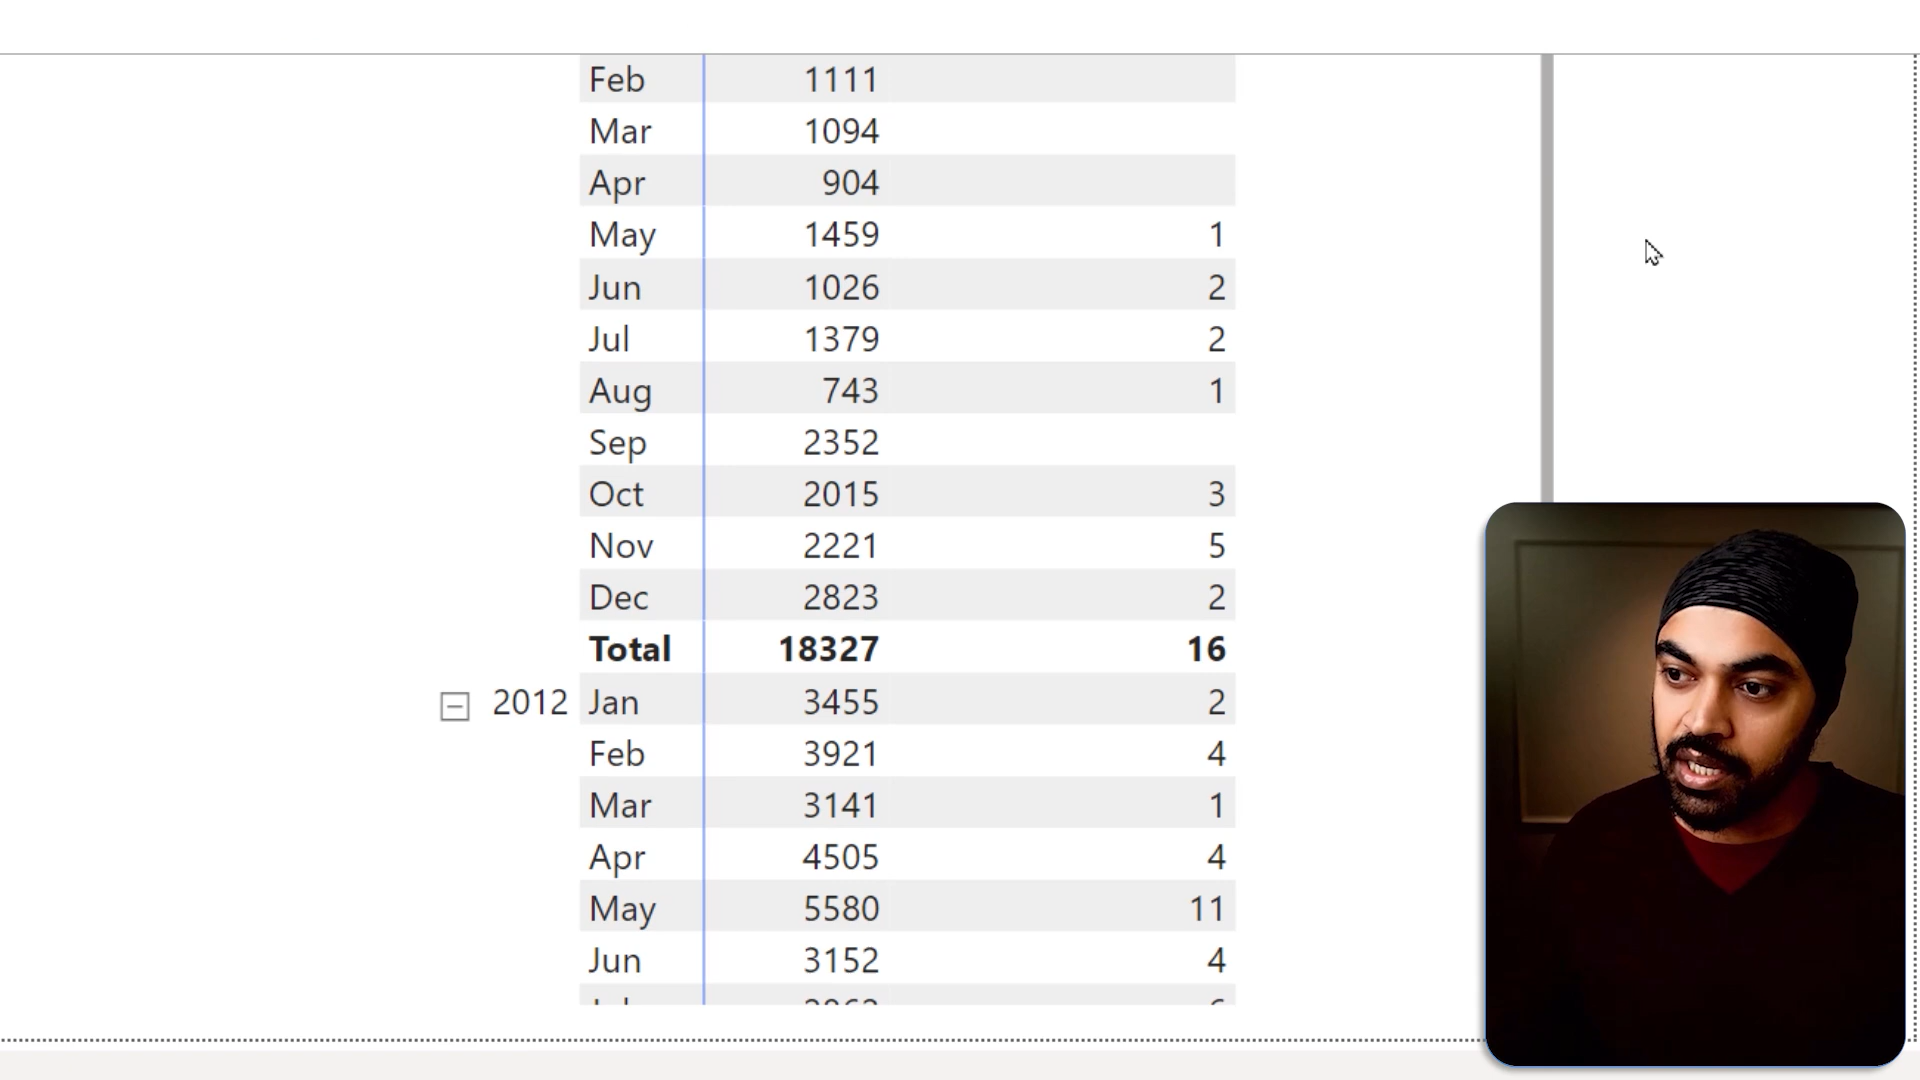 Feb 1111
Mar 1094
Apr 904
May 1459 1
Jun 1026 2
Jul 1379 2
Aug 743 1
Sep 2352
Oct 2015 3
Nov 2221 5
Dec 2823 2
Total 18327 16
2012 Jan 3455 2
Feb 3921 4
Mar 3141 1
Apr 4505 4
May 5580 11
Jun 3152 4